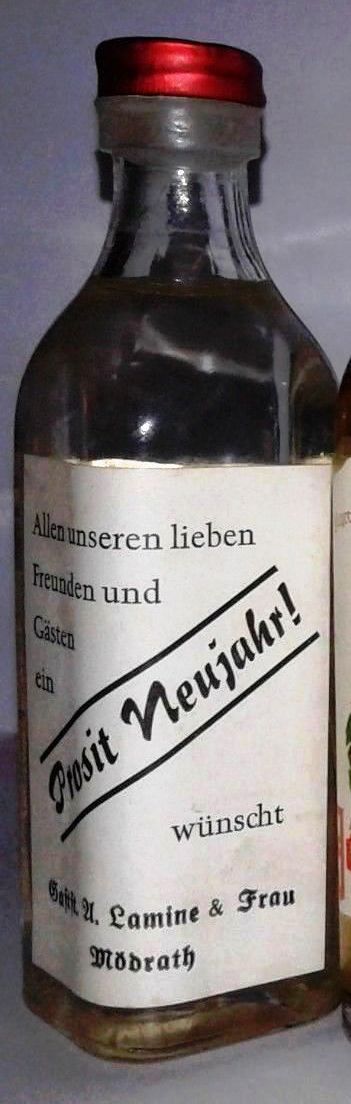 Allen unseren lieben
Freunden und
Gästen
ein
Prosit Neujahr!
wünscht
Gastst. A. Lamine & Frau
Mödrath